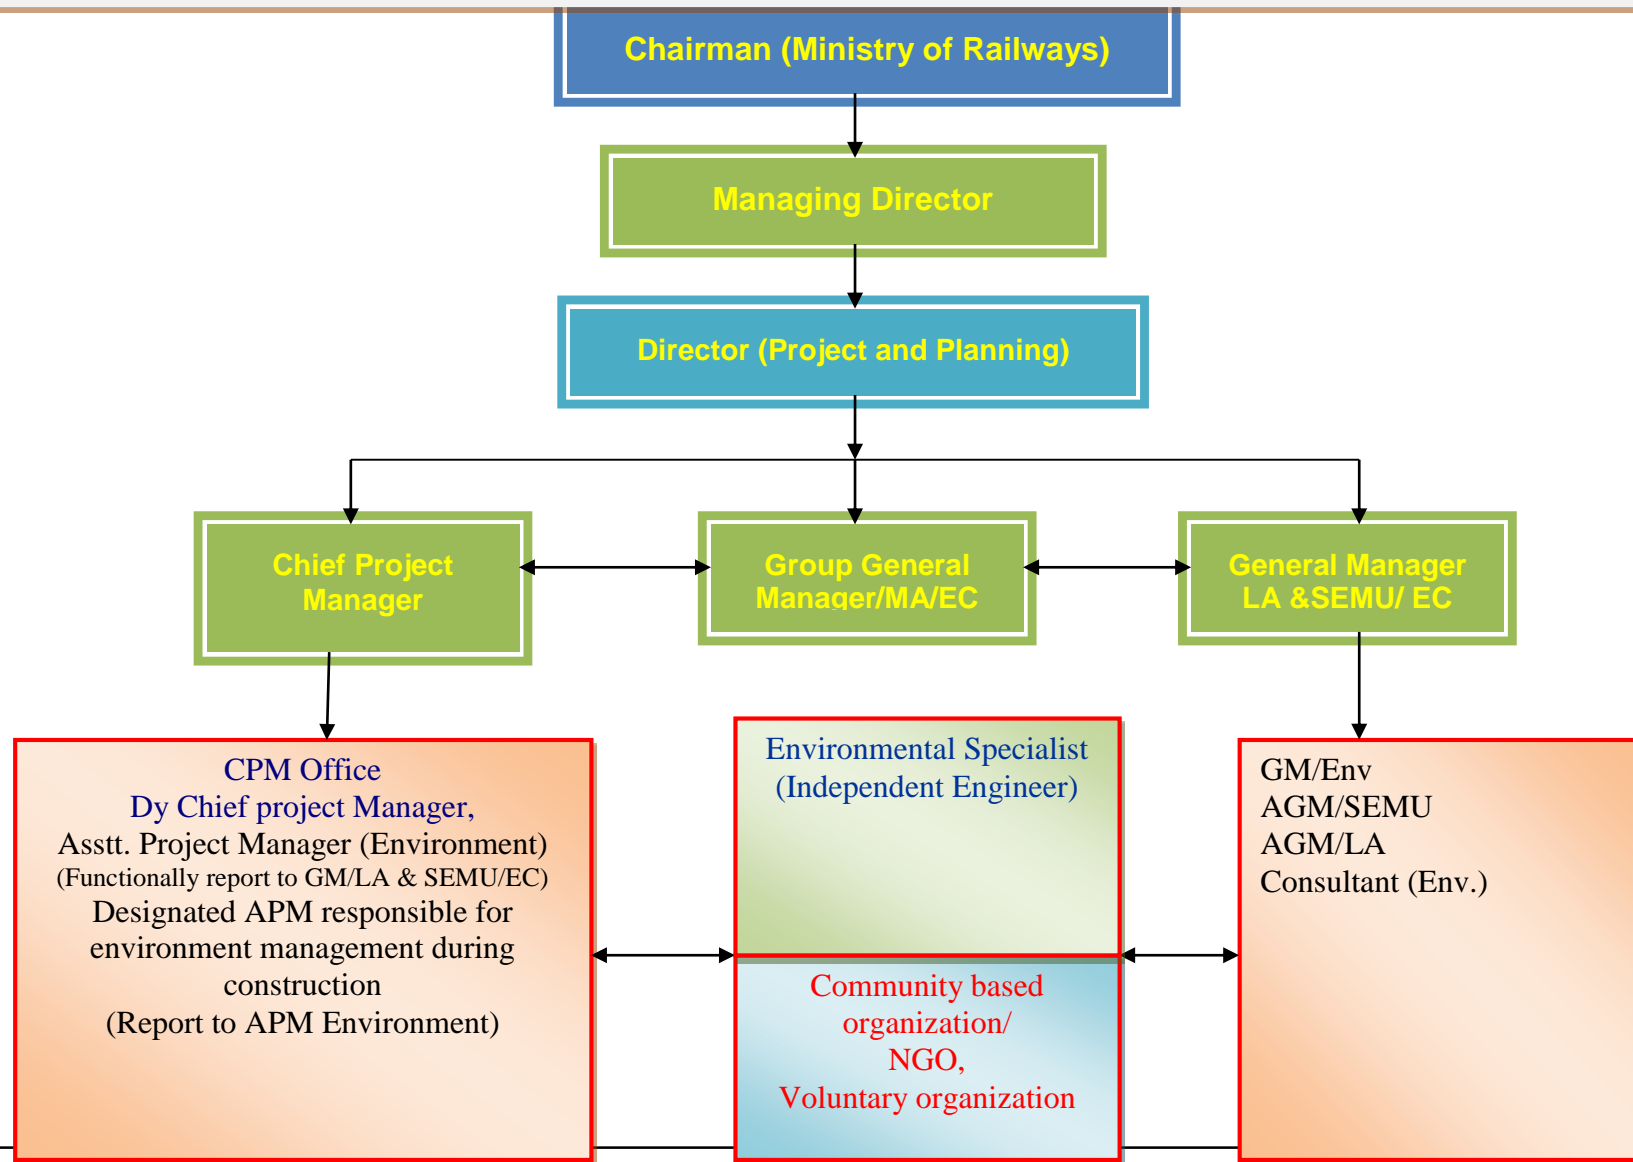 Chairman (Ministry of Railways)
Managing Director
Director (Project and Planning)
Chief Project
Manager
Group General
Manager/MA/EC
General Manager
LA &SEMU/ EC
CPM Office
Dy Chief project Manager,
Asstt. Project Manager (Environment)
(Functionally report to GM/LA & SEMU/EC)
Designated APM responsible for
environment management during
construction
(Report to APM Environment)
Environmental Specialist
(Independent Engineer)
Community based
organization/
NGO,
Voluntary organization
GM/Env
AGM/SEMU
AGM/LA
Consultant (Env.)